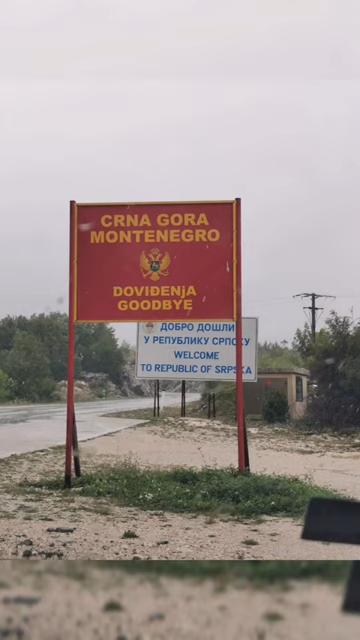 CRNA GORA
MONTENEGRO
DOVIĐENjA
GOODBYE
ДОБРО ДОШЛИ
У РЕПУБЛИКУ СРПСКУ
WELCOME
TO REPUBLIC OF SRPSKA